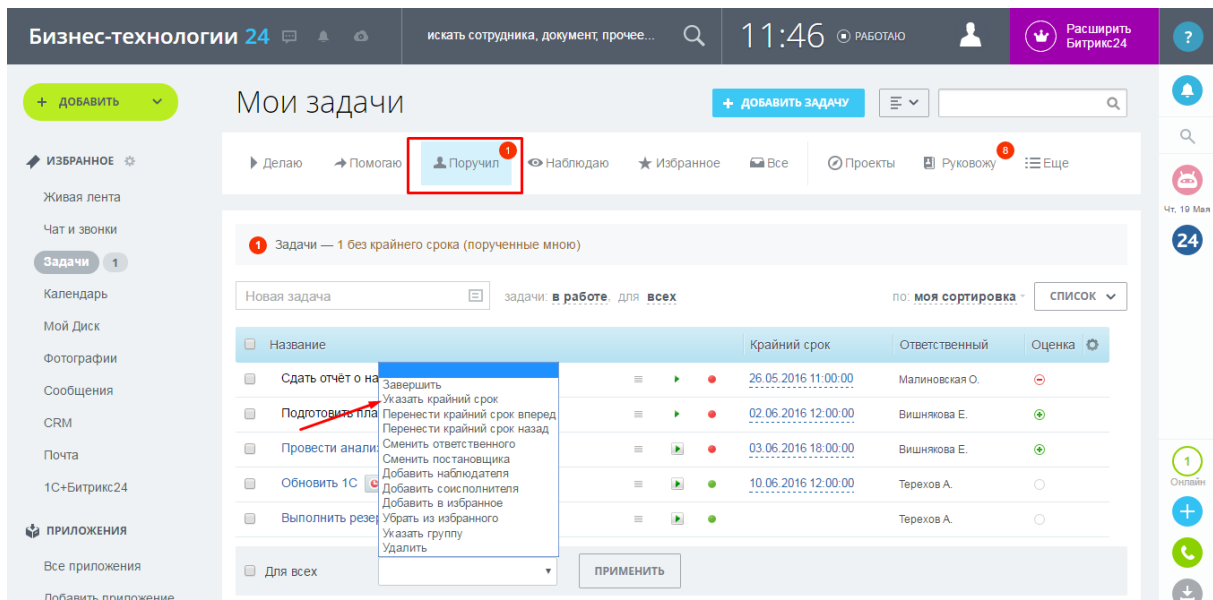 Бизнес-технологии 24
искать сотрудника, документ, прочее...
11:46
РАБОТАЮ
Расширить
Битрикс24
?
+ ДОБАВИТЬ
Мои задачи
+ ДОБАВИТЬ ЗАДАЧУ
ИЗБРАННОЕ
Делаю
Помогаю
Поручил
1
Наблюдаю
Избранное
Все
Проекты
Руковожу
8
Еще
Живая лента
Чат и звонки
Задачи 1
Календарь
Мой Диск
Фотографии
Сообщения
CRM
Почта
1С+Битрикс24
ПРИЛОЖЕНИЯ
Все приложения
Добавить приложение
1 Задачи — 1 без крайнего срока (порученные мною)
Новая задача
задачи: в работе, для всех
по: моя сортировка
СПИСОК
Название
Крайний срок
Ответственный
Оценка
Сдать отчёт о на
26.05.2016 11:00:00
Малиновская О.
Подготовить пла
02.06.2016 12:00:00
Вишнякова Е.
Провести анализ
03.06.2016 18:00:00
Вишнякова Е.
Обновить 1С
10.06.2016 12:00:00
Терехов А.
Выполнить резер
Терехов А.
Завершить
Указать крайний срок
Перенести крайний срок вперед
Перенести крайний срок назад
Сменить ответственного
Сменить постановщика
Добавить наблюдателя
Добавить соисполнителя
Добавить в избранное
Убрать из избранного
Указать группу
Удалить
Для всех
ПРИМЕНИТЬ
Чт, 19 Мая
24
1
Онлайн